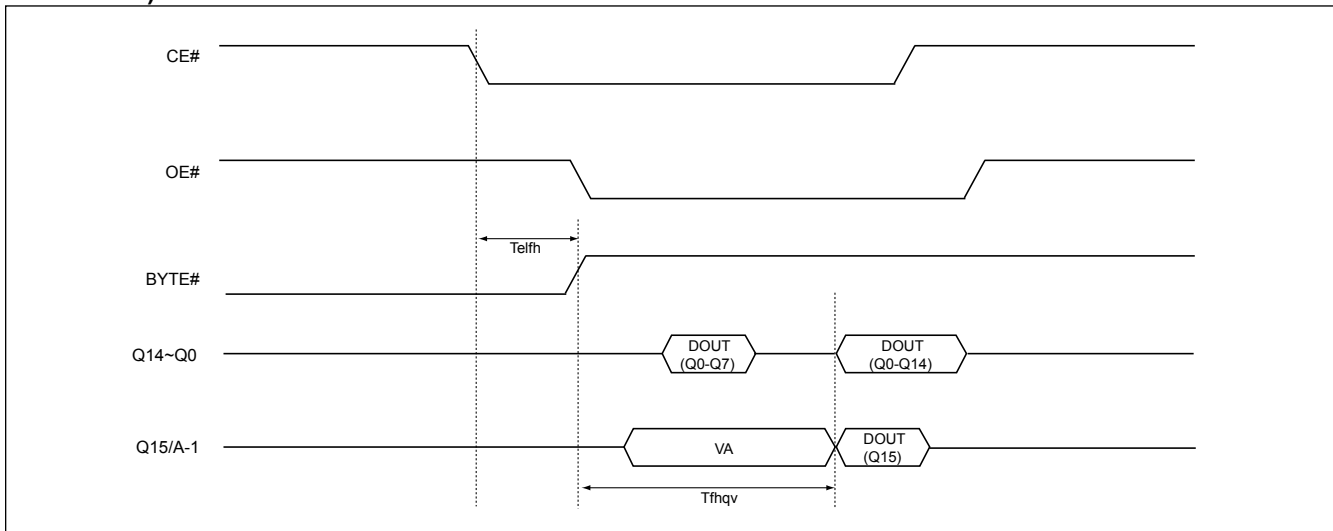 CE#
OE#
Telfh
BYTE#
Q14~Q0
DOUT
(Q0-Q7)
DOUT
(Q0-Q14)
Q15/A-1
VA
DOUT
(Q15)
Tfhqv